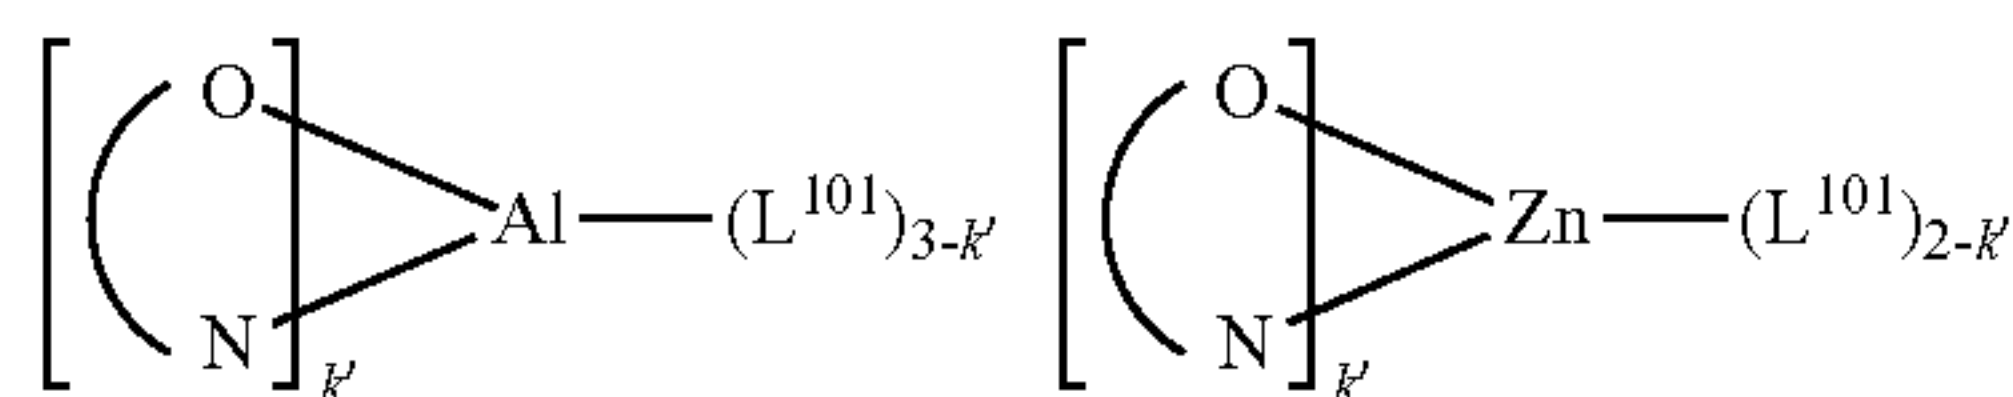 O O
Al (L¹⁰¹)₃₋ₖ′ Zn (L¹⁰¹)₂₋ₖ′
N N
k′ k′